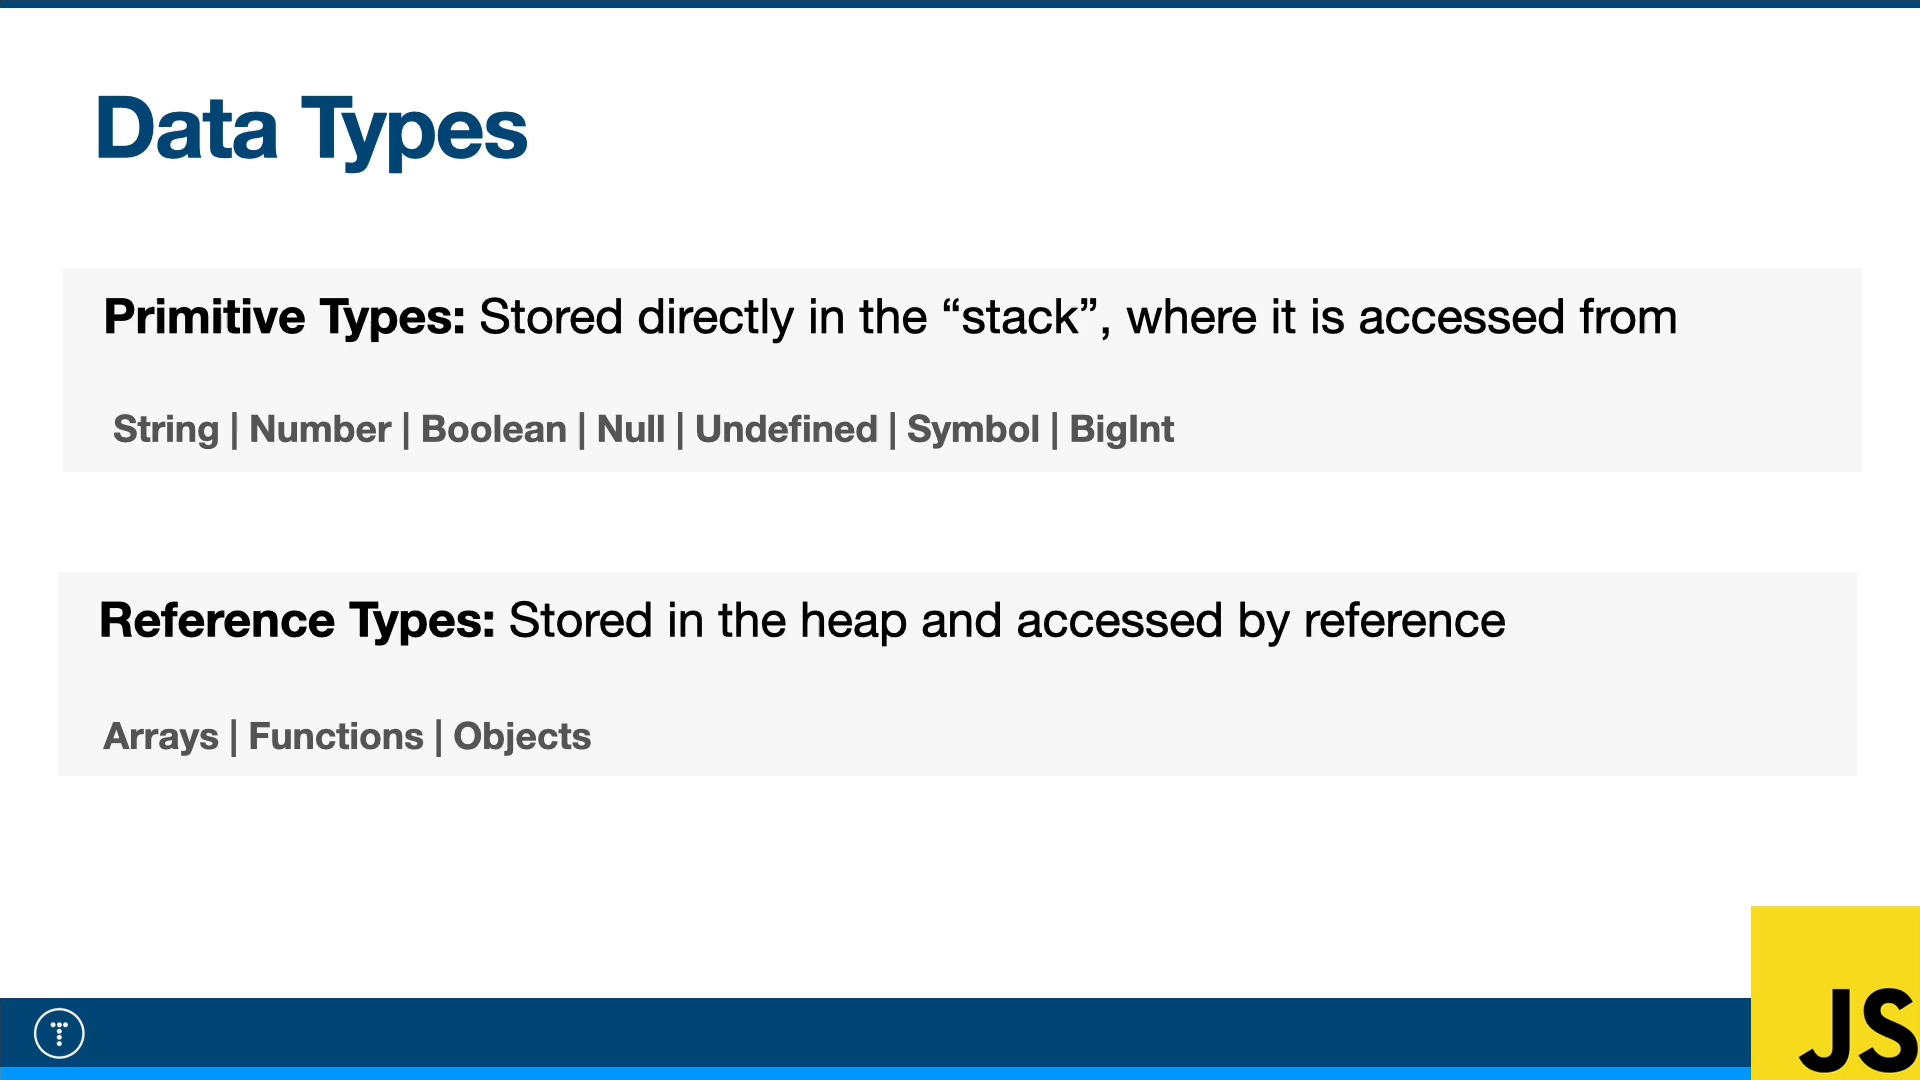 Data Types
Primitive Types: Stored directly in the “stack”, where it is accessed from
String | Number | Boolean | Null | Undefined | Symbol | BigInt
Reference Types: Stored in the heap and accessed by reference
Arrays | Functions | Objects
JS